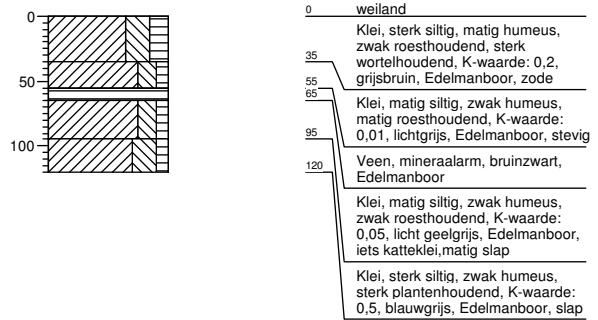 0
50
100
0 weiland
Klei, sterk siltig, matig humeus,
zwak roesthoudend, sterk
wortelhoudend, K-waarde: 0,2,
grijsbruin, Edelmanboor, zode
35
Klei, matig siltig, zwak humeus,
matig roesthoudend, K-waarde:
0,01, lichtgrijs, Edelmanboor, stevig
55
Veen, mineraalarm, bruinzwart,
Edelmanboor
65
Klei, matig siltig, zwak humeus,
zwak roesthoudend, K-waarde:
0,05, licht geelgrijs, Edelmanboor,
iets katteklei,matig slap
95
Klei, sterk siltig, zwak humeus,
sterk plantenhoudend, K-waarde:
0,5, blauwgrijs, Edelmanboor, slap
120